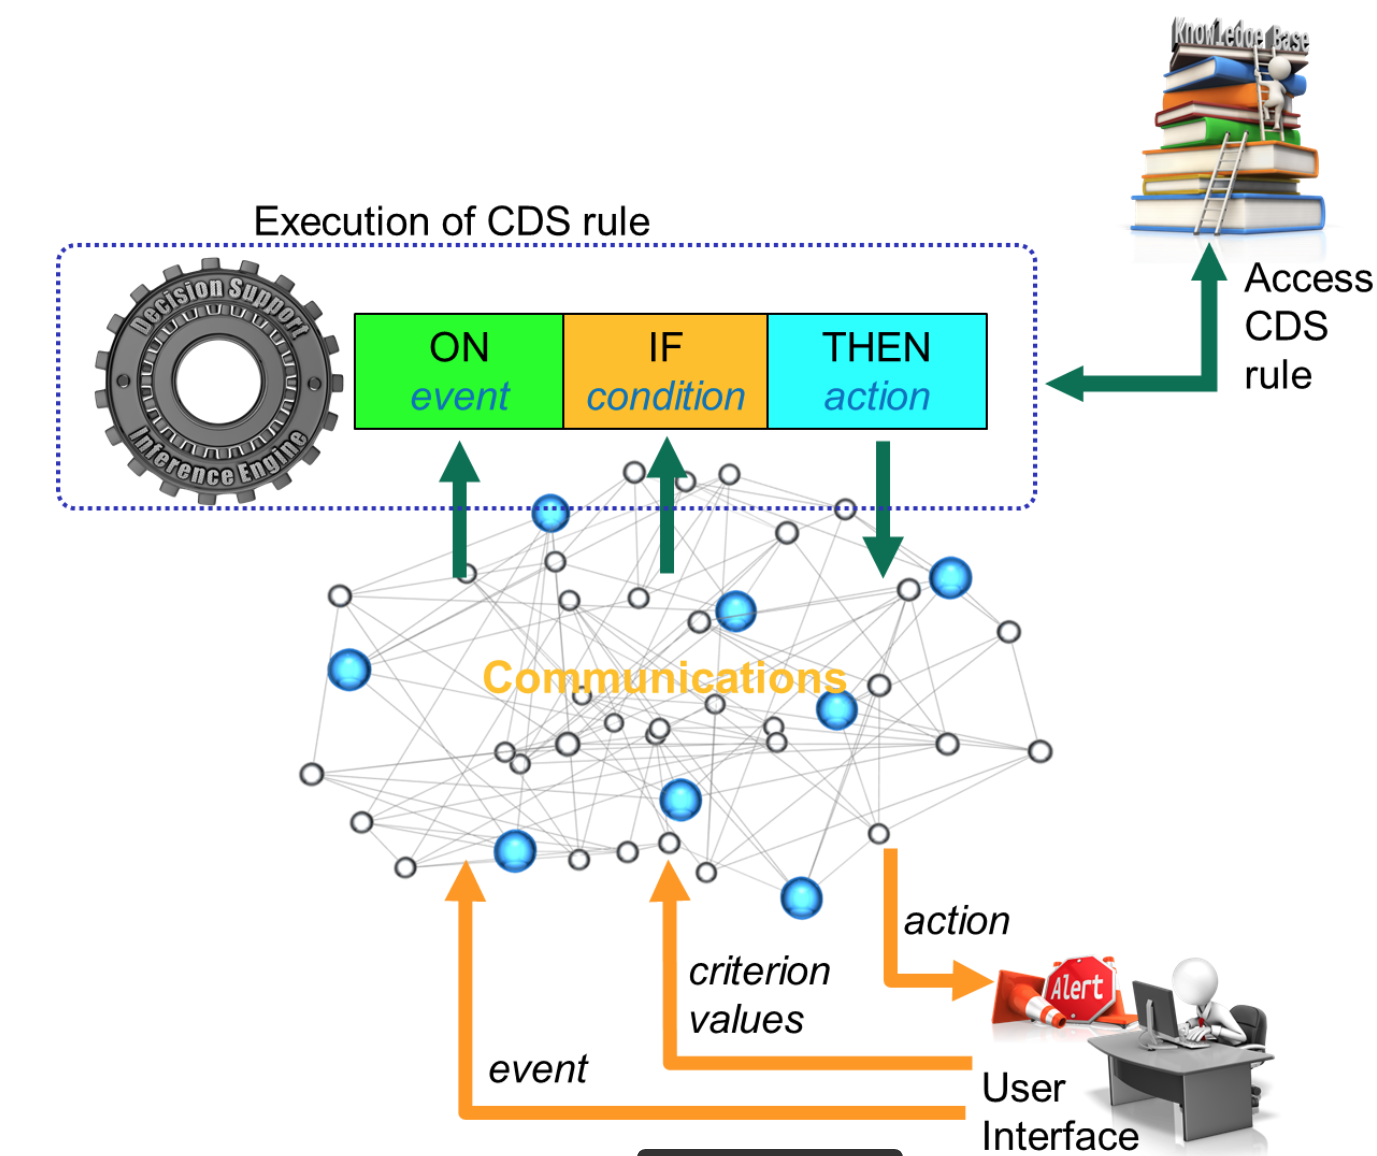 Knowledge Base
Execution of CDS rule
Decision Support
Inference Engine
ON
event
IF
condition
THEN
action
Access
CDS
rule
Communications
action
Alert
criterion
values
event
User
Interface